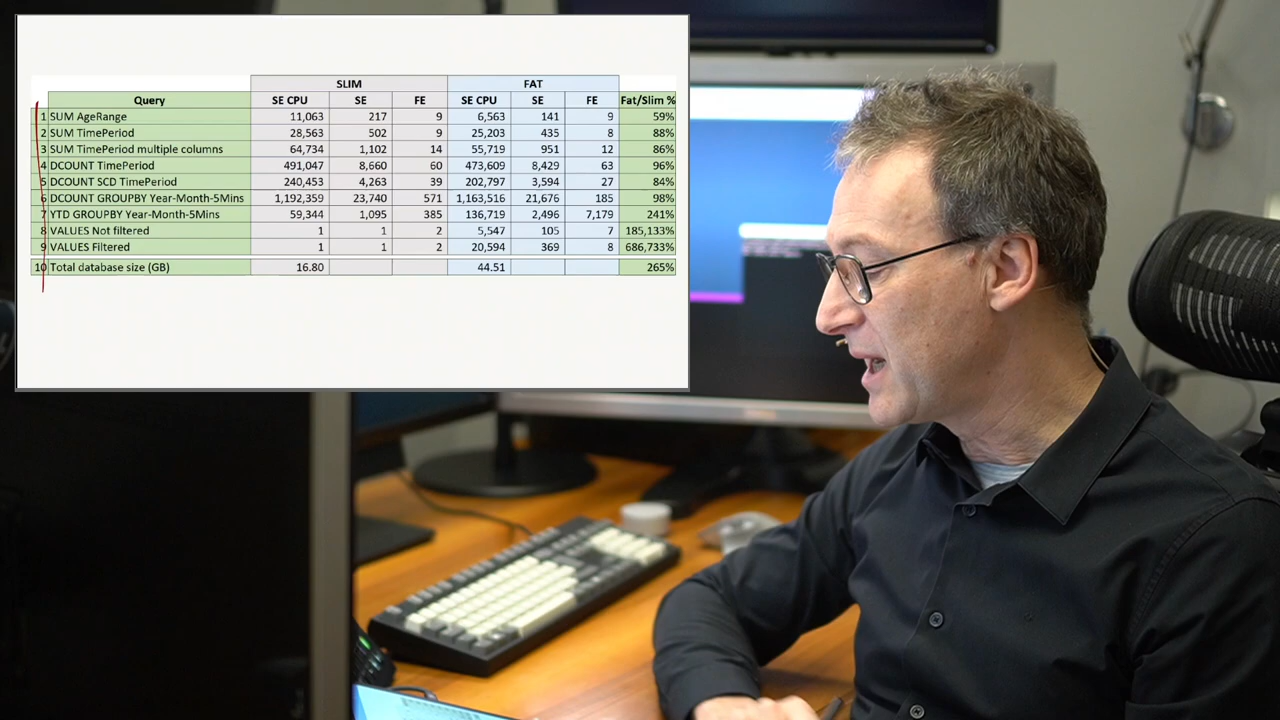 SLIM FAT
Query SE CPU SE FE SE CPU SE FE Fat/Slim %
1 SUM AgeRange 11,063 217 9 6,563 141 9 59%
2 SUM TimePeriod 28,563 502 9 25,203 435 8 88%
3 SUM TimePeriod multiple columns 64,734 1,102 14 55,719 951 12 86%
4 DCOUNT TimePeriod 491,047 8,660 60 473,609 8,429 63 96%
5 DCOUNT SCD TimePeriod 240,453 4,263 39 202,797 3,594 27 84%
6 DCOUNT GROUPBY Year-Month-5Mins 1,192,359 23,740 571 1,163,516 21,676 185 98%
7 YTD GROUPBY Year-Month-5Mins 59,344 1,095 385 136,719 2,496 7,179 241%
8 VALUES Not filtered 1 1 2 5,547 105 7 185,133%
9 VALUES Filtered 1 1 2 20,594 369 8 686,733%
10 Total database size (GB) 16.80 44.51 265%